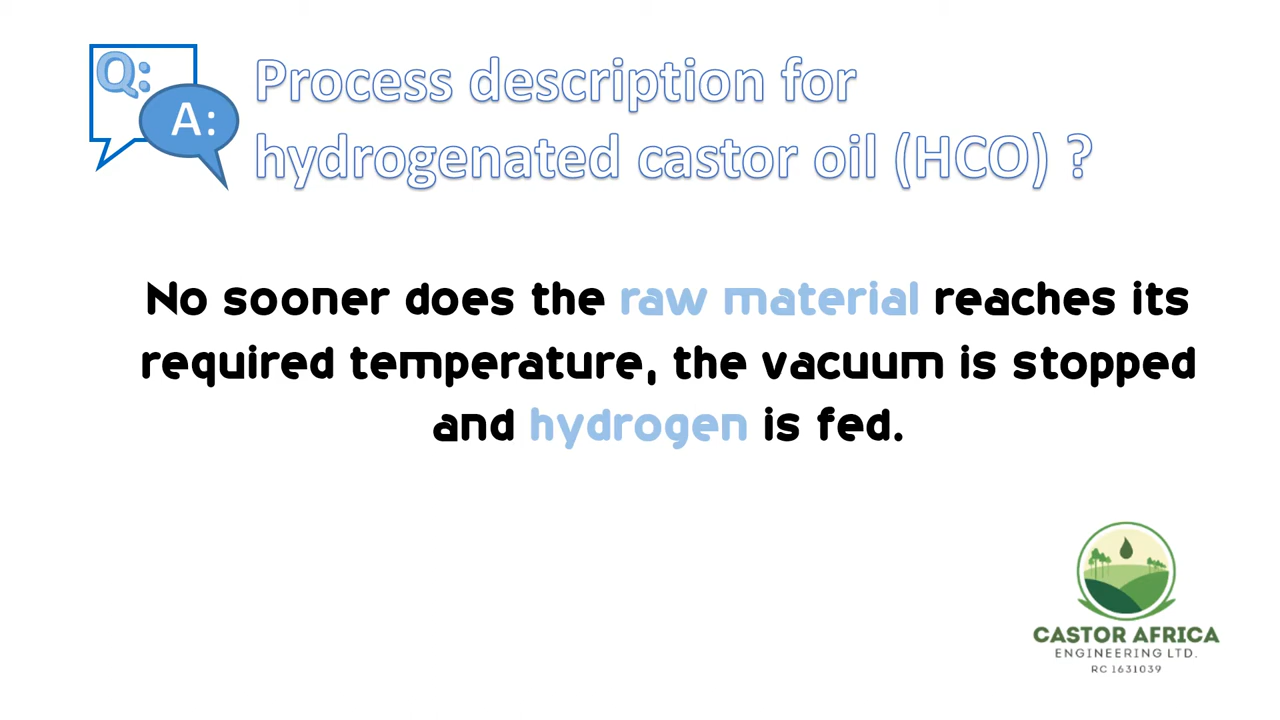 Q:
A:
Process description for
hydrogenated castor oil (HCO) ?
No sooner does the raw material reaches its
required temperature, the vacuum is stopped
and hydrogen is fed.
CASTOR AFRICA
ENGINEERING LTD.
RC 1631039